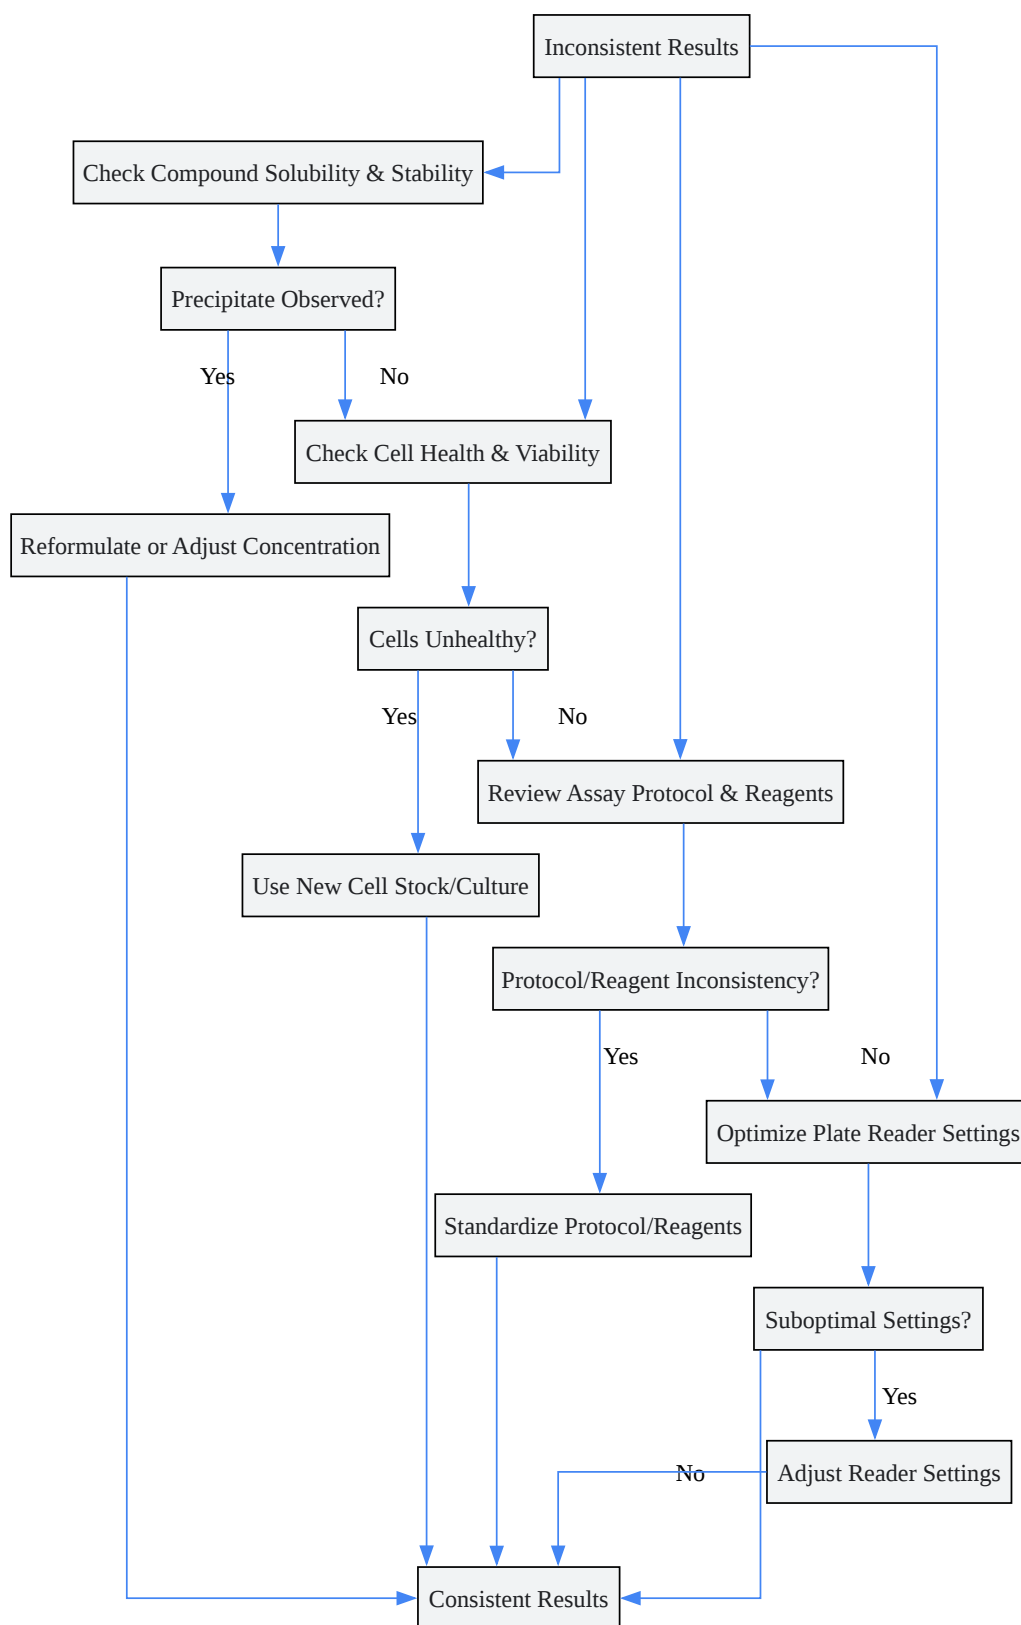 Inconsistent Results
Check Compound Solubility & Stability
Precipitate Observed?
Yes
No
Check Cell Health & Viability
Reformulate or Adjust Concentration
Cells Unhealthy?
Yes
No
Review Assay Protocol & Reagents
Use New Cell Stock/Culture
Protocol/Reagent Inconsistency?
Yes
No
Optimize Plate Reader Settings
Standardize Protocol/Reagents
Suboptimal Settings?
Yes
No
Adjust Reader Settings
Consistent Results